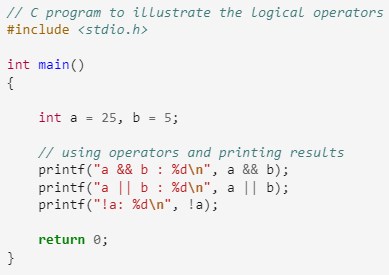 // C program to illustrate the logical operators
#include <stdio.h>
int main()
{
int a = 25, b = 5;
// using operators and printing results
printf("a && b : %d\n", a && b);
printf("a || b : %d\n", a || b);
printf("!a: %d\n", !a);
return 0;
}